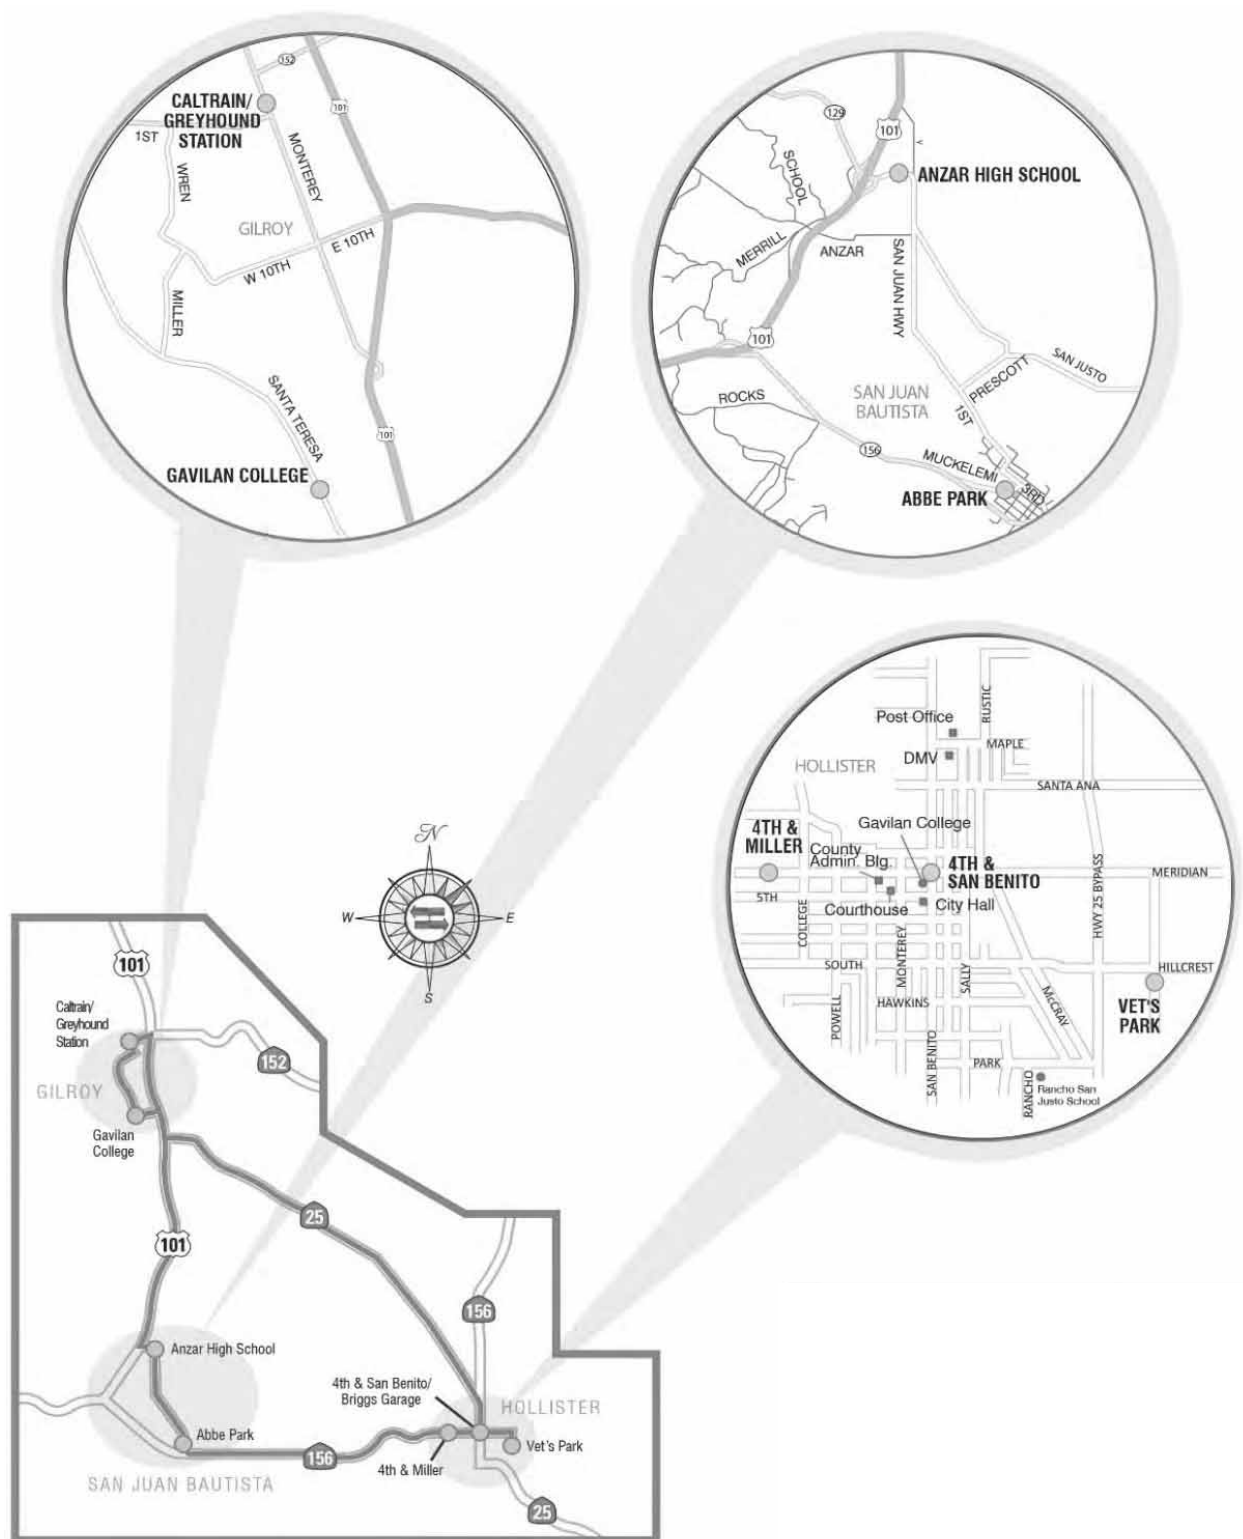 152
CALTRAIN/
GREYHOUND
STATION
101
1ST
WREN
MONTEREY
GILROY
W 10TH
E 10TH
MILLER
SANTA TERESA
101
GAVILAN COLLEGE
129
101
SCHOOL
ANZAR HIGH SCHOOL
MERRILL
ANZAR
SAN JUAN HWY
101
SAN JUAN
BAUTISTA
PRESCOTT
SAN JUSTO
ROCKS
1ST
156
MUCKELEMI
3RD
ABBE PARK
Post Office
RUSTIC
MAPLE
DMV
HOLLISTER
SANTA ANA
Gavilan College
4TH &
MILLER
County
Admin. Blg.
4TH &
SAN BENITO
HWY 25 BYPASS
MERIDIAN
5TH
COLLEGE
Courthouse
City Hall
MONTEREY
SOUTH
SALLY
HILLCREST
POWELL
HAWKINS
McCRAY
VET'S
PARK
SAN BENITO
PARK
RANCHO
Rancho San
Justo School
N
W
E
S
101
Caltrain/
Greyhound
Station
152
GILROY
Gavilan
College
25
101
156
Anzar High School
4th & San Benito/
Briggs Garage
HOLLISTER
Abbe Park
Vet's Park
156
4th & Miller
SAN JUAN BAUTISTA
25